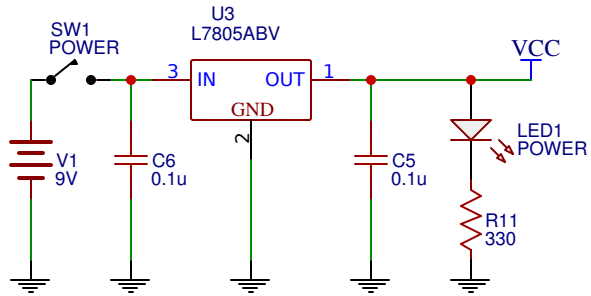 SW1
POWER
U3
L7805ABV
3
IN
OUT
1
GND
2
VCC
V1
9V
C6
0.1u
C5
0.1u
LED1
POWER
R11
330